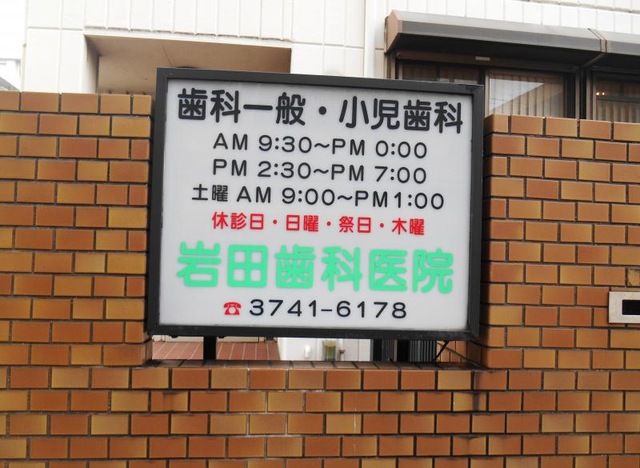 歯科一般・小児歯科
AM 9:30～PM 0:00
PM 2:30～PM 7:00
土曜 AM 9:00～PM1:00
休診日・日曜・祭日・木曜
岩田歯科医院
☎ 3741-6178